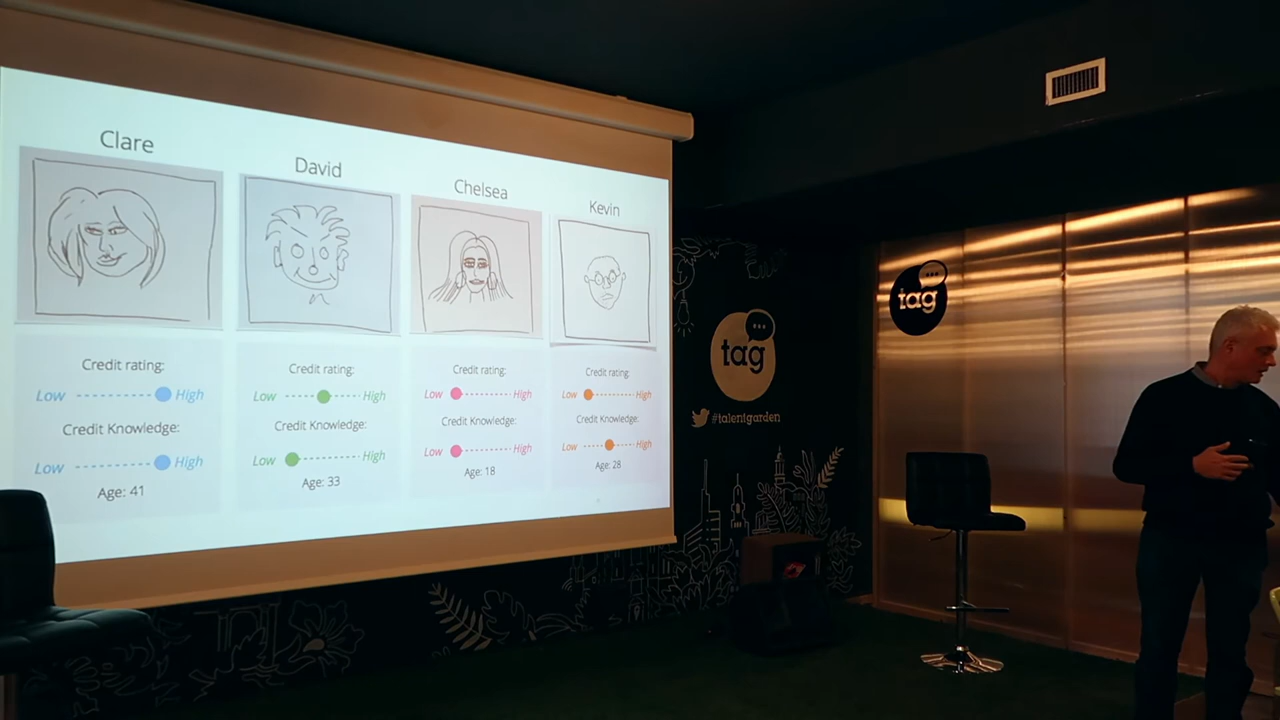 Clare
Credit rating:
Low High
Credit Knowledge:
Low High
Age: 41
David
Credit rating:
Low High
Credit Knowledge:
Low High
Age: 33
Chelsea
Credit rating:
Low High
Credit Knowledge:
Low High
Age: 18
Kevin
Credit rating:
Low High
Credit Knowledge:
Low High
Age: 28
tag
#talentgarden
tag